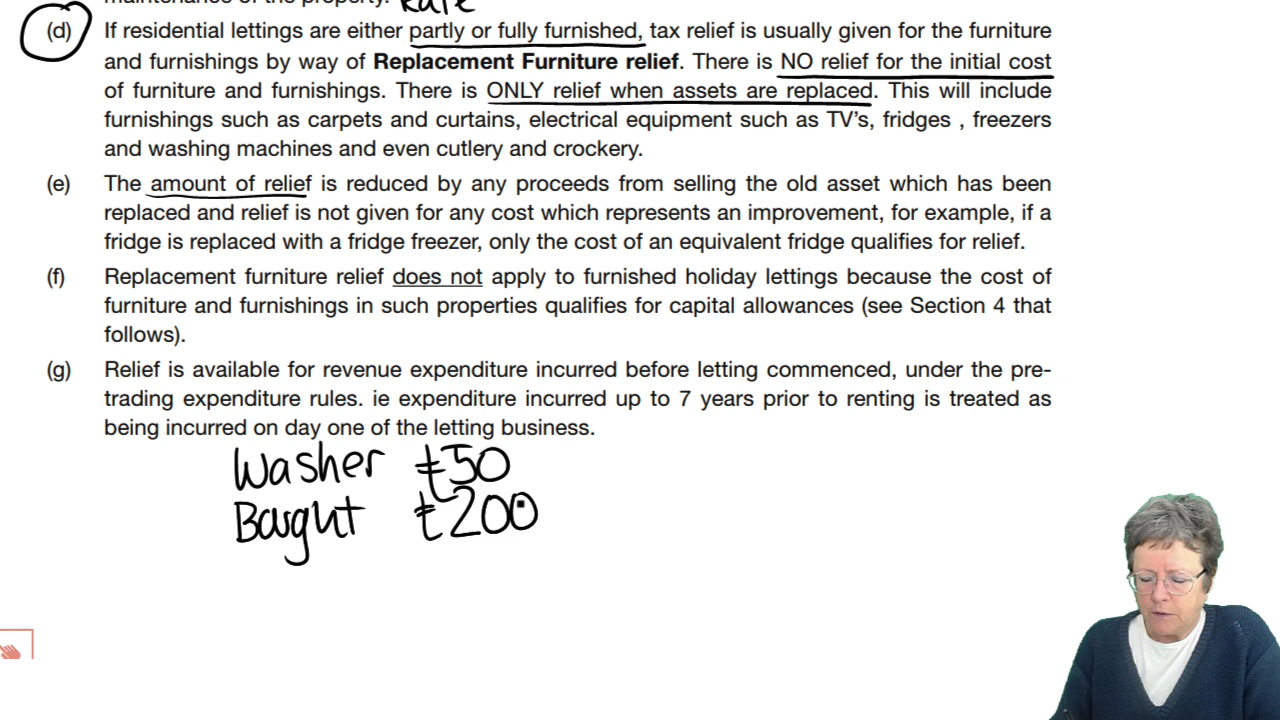 maintenance of the property. Rate
(d) If residential lettings are either partly or fully furnished, tax relief is usually given for the furniture
and furnishings by way of Replacement Furniture relief. There is NO relief for the initial cost
of furniture and furnishings. There is ONLY relief when assets are replaced. This will include
furnishings such as carpets and curtains, electrical equipment such as TV's, fridges , freezers
and washing machines and even cutlery and crockery.
(e) The amount of relief is reduced by any proceeds from selling the old asset which has been
replaced and relief is not given for any cost which represents an improvement, for example, if a
fridge is replaced with a fridge freezer, only the cost of an equivalent fridge qualifies for relief.
(f) Replacement furniture relief does not apply to furnished holiday lettings because the cost of
furniture and furnishings in such properties qualifies for capital allowances (see Section 4 that
follows).
(g) Relief is available for revenue expenditure incurred before letting commenced, under the pre-
trading expenditure rules. ie expenditure incurred up to 7 years prior to renting is treated as
being incurred on day one of the letting business.
Washer £50
Bought £200